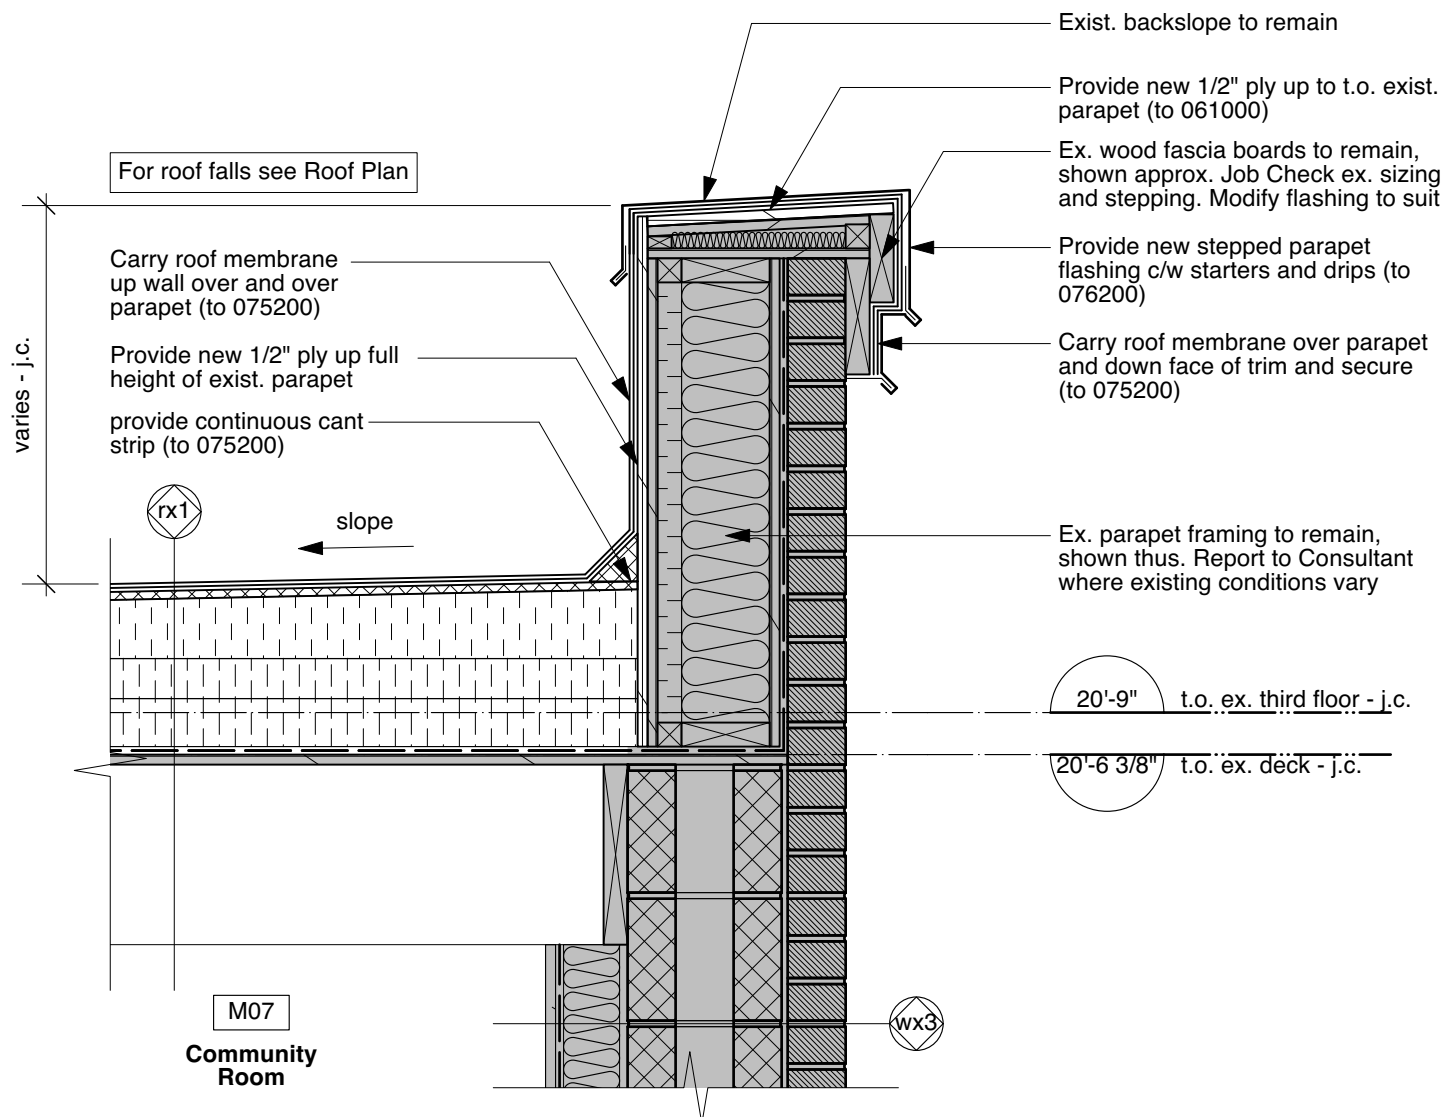 Exist. backslope to remain
Provide new 1/2" ply up to t.o. exist.
parapet (to 061000)
Ex. wood fascia boards to remain,
shown approx. Job Check ex. sizing
and stepping. Modify flashing to suit
For roof falls see Roof Plan
Provide new stepped parapet
flashing c/w starters and drips (to
076200)
Carry roof membrane
up wall over and over
parapet (to 075200)
Carry roof membrane over parapet
and down face of trim and secure
(to 075200)
Provide new 1/2" ply up full
height of exist. parapet
varies - j.c.
provide continuous cant
strip (to 075200)
rx1
slope
Ex. parapet framing to remain,
shown thus. Report to Consultant
where existing conditions vary
20'-9" t.o. ex. third floor - j.c.
20'-6 3/8" t.o. ex. deck - j.c.
M07
wx3
Community
Room